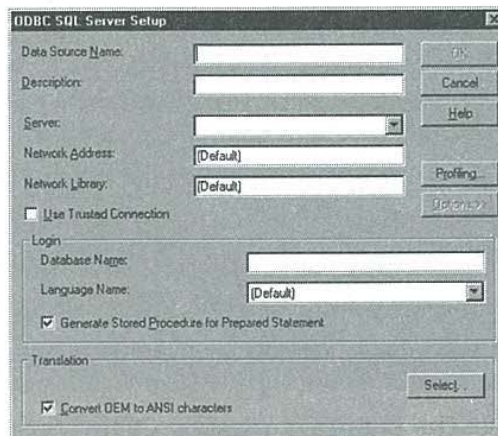 ODBC SQL Server Setup
Data Source Name:
OK
Description:
Cancel
Server:
Help
Network Address:
(Default)
Network Library:
(Default)
Profiling...
Use Trusted Connection
Options >>
Login
Database Name:
Language Name:
(Default)
Generate Stored Procedure for Prepared Statement
Translation
Select...
Convert OEM to ANSI characters